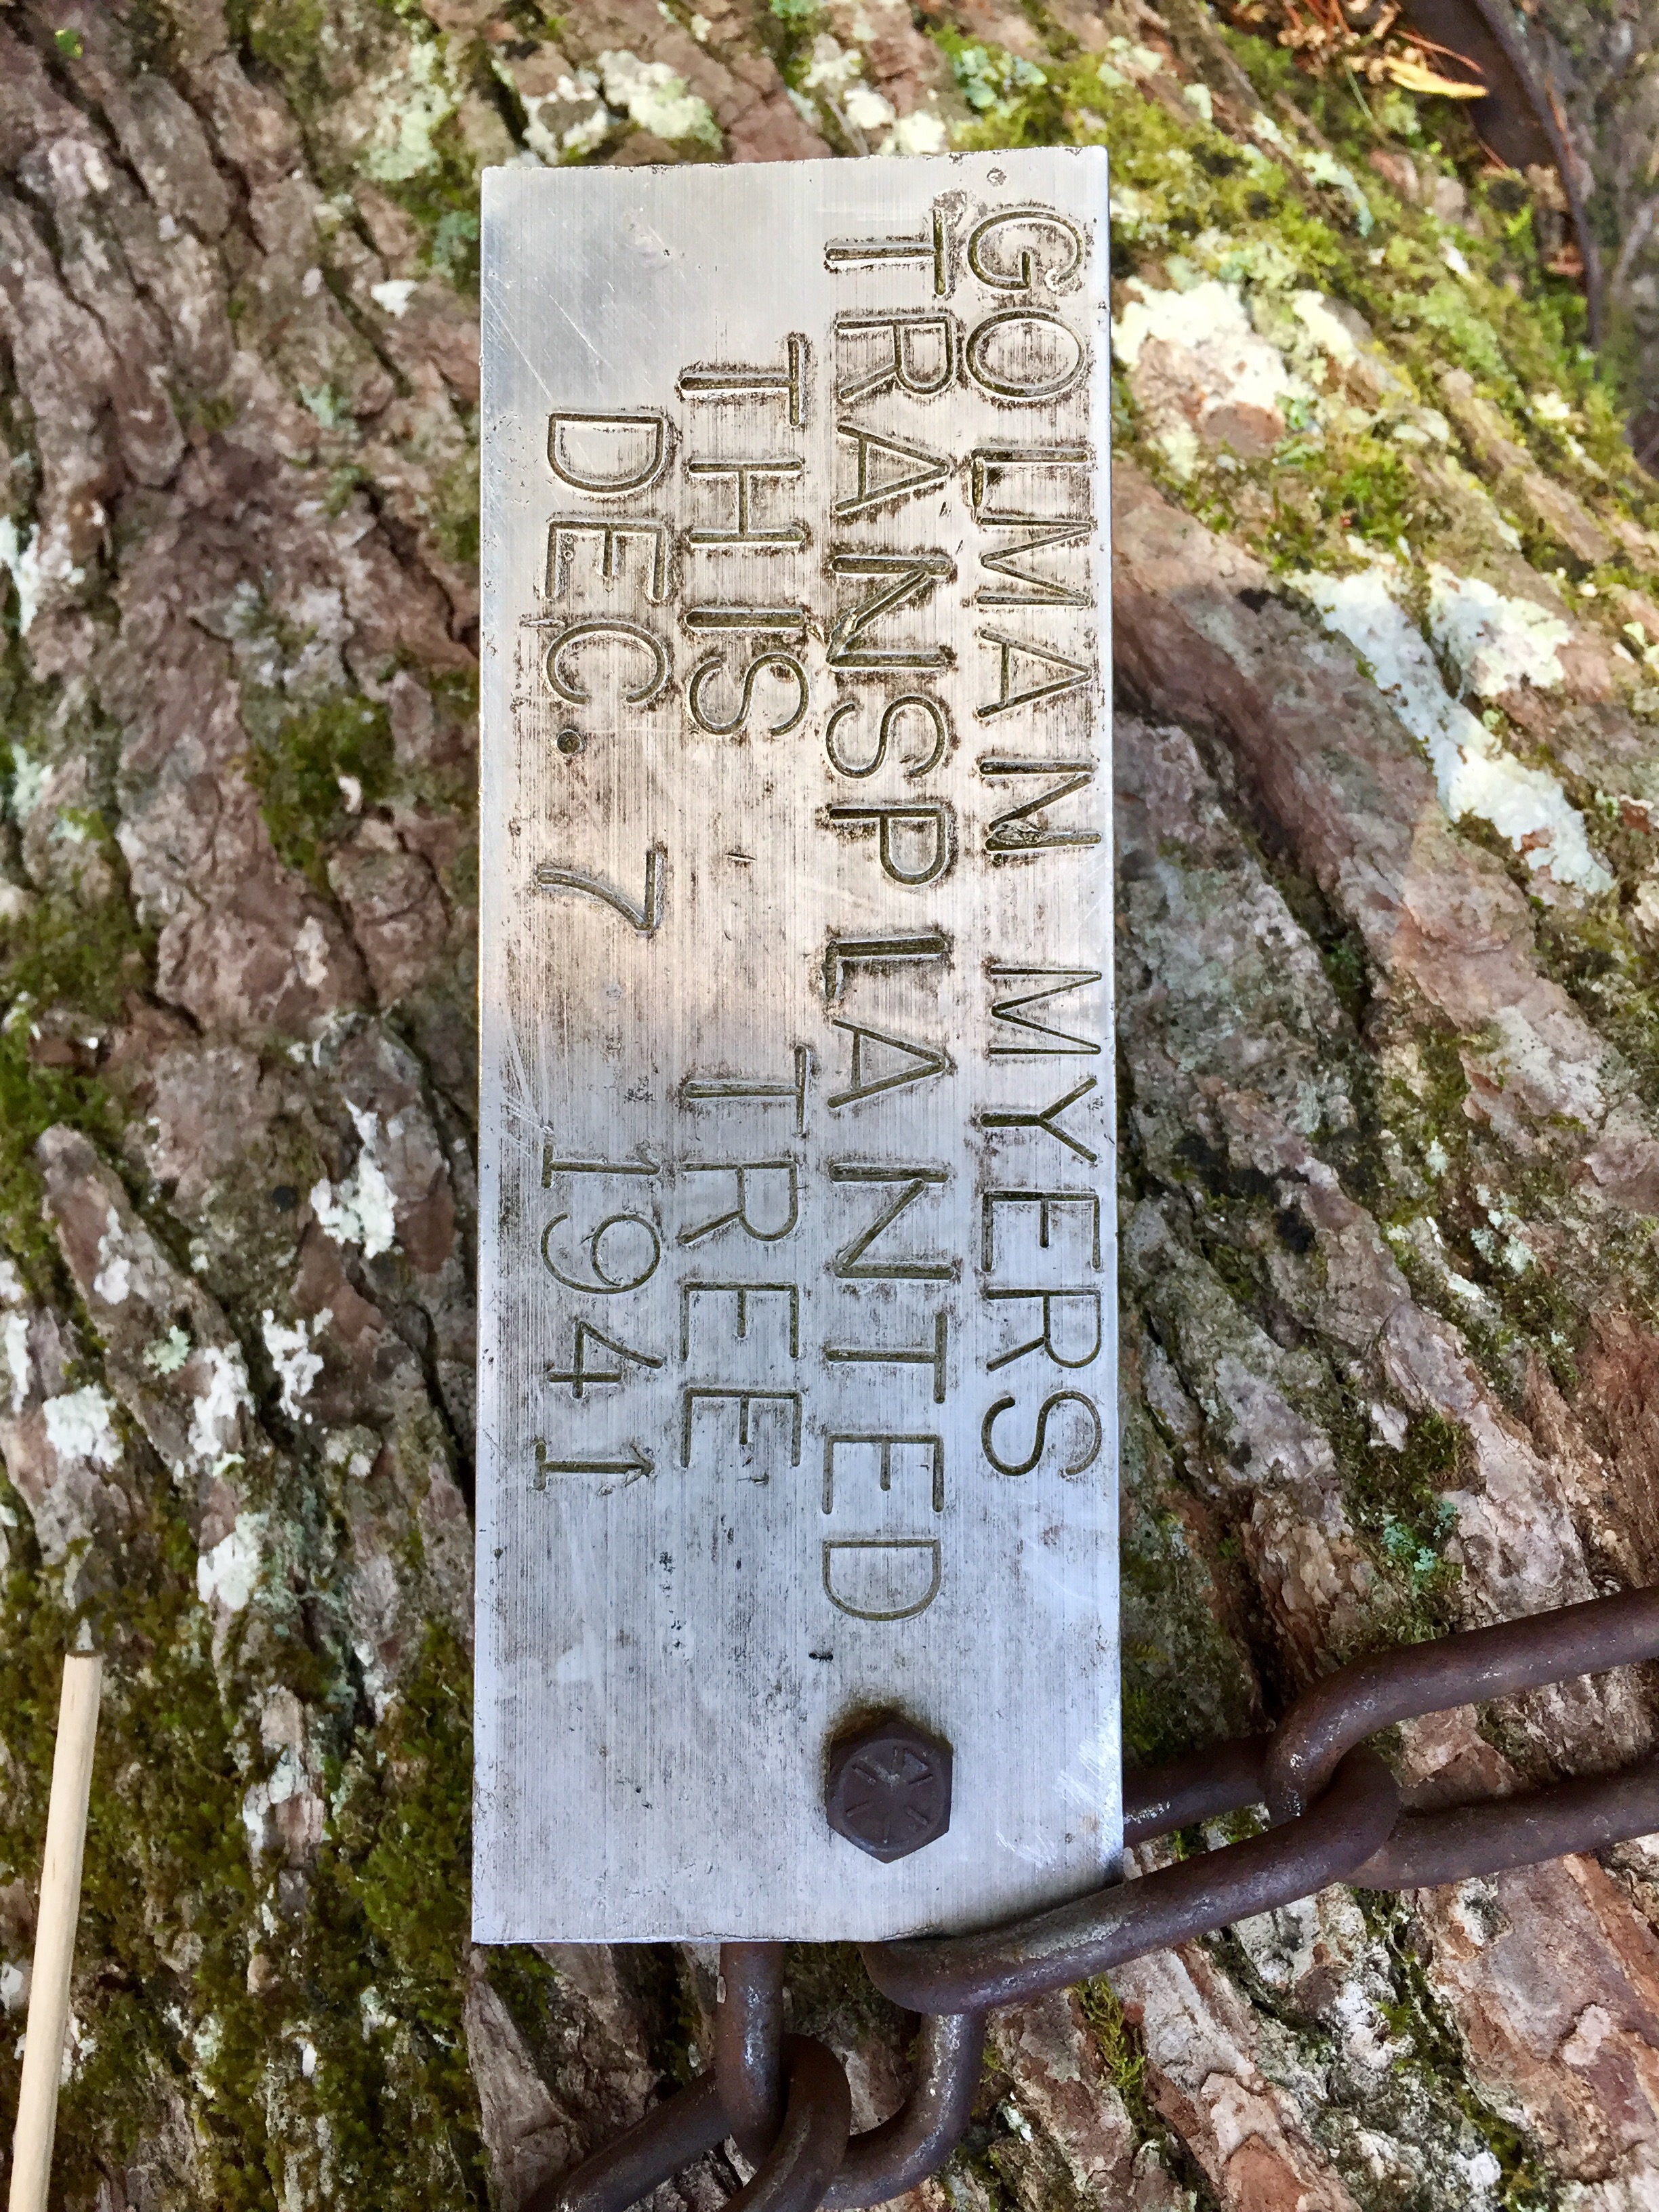 GOLMAN MYERS
TRANSPLANTED
THIS TREE
DEC. 7 1941